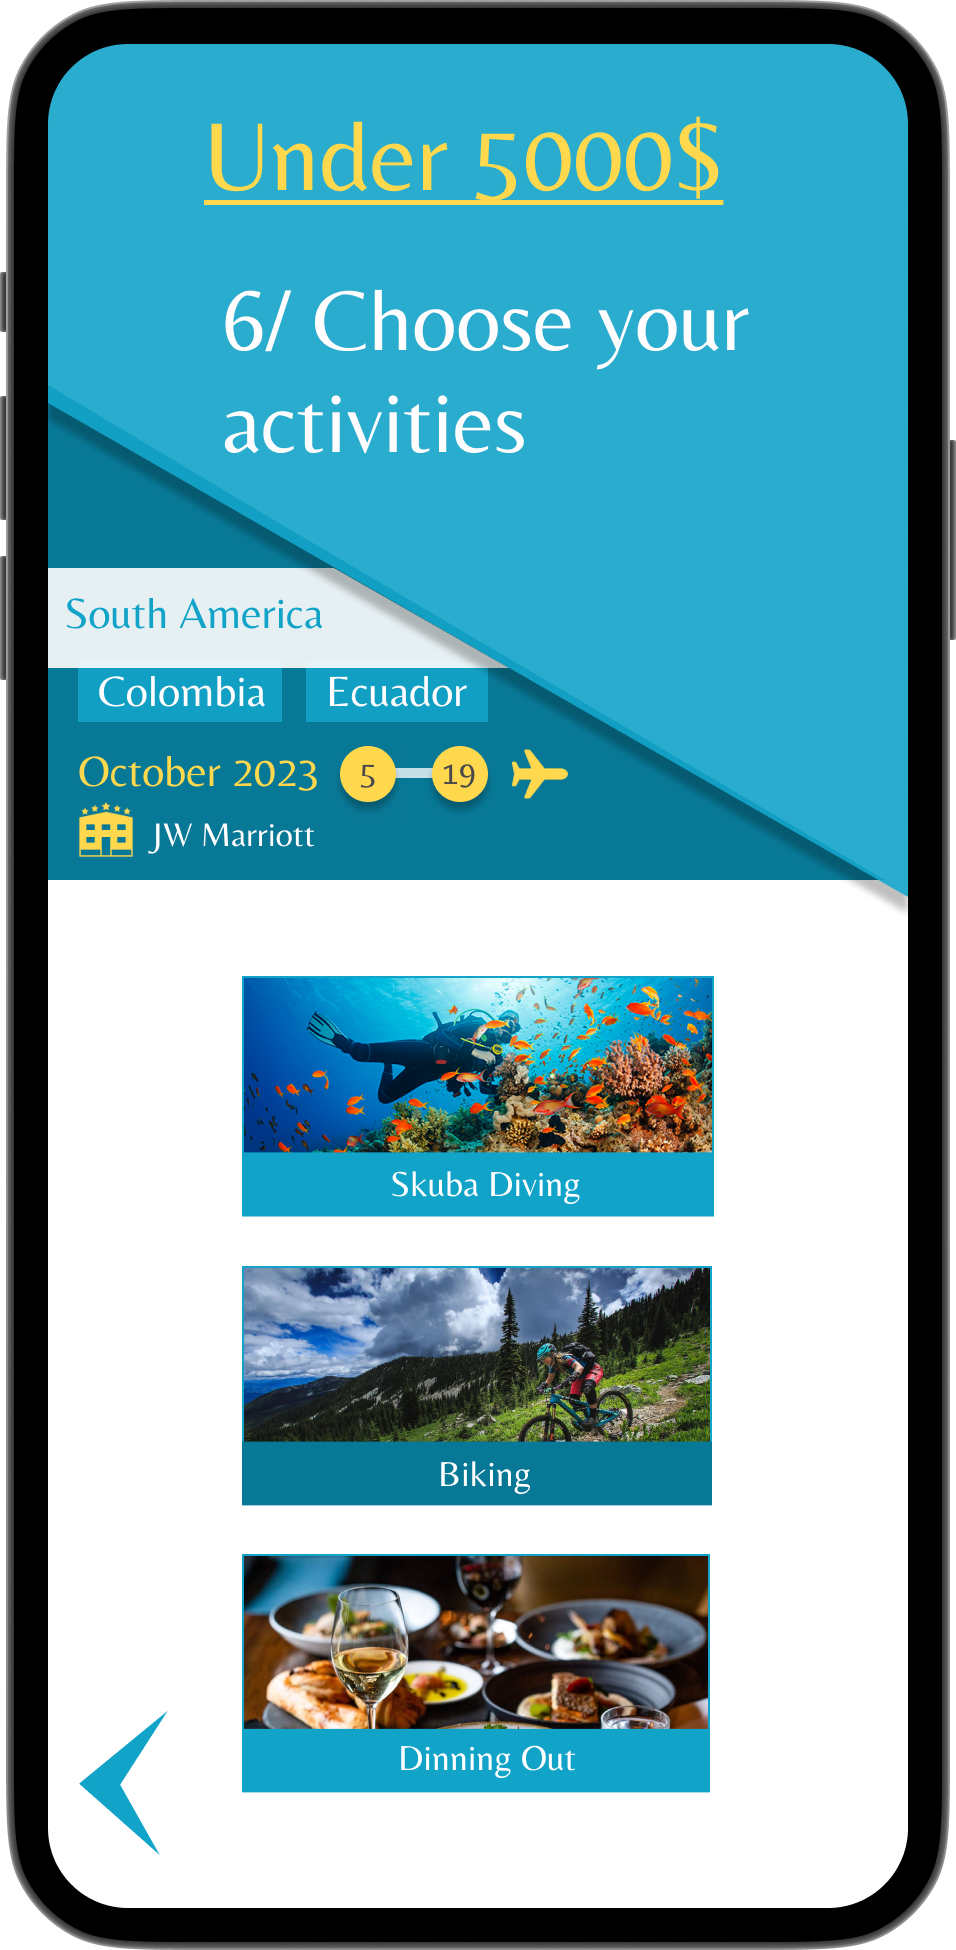 Under 5000$
6/ Choose your
activities
South America
Colombia Ecuador
October 2023 5 19
JW Marriott
Skuba Diving
Biking
Dinning Out